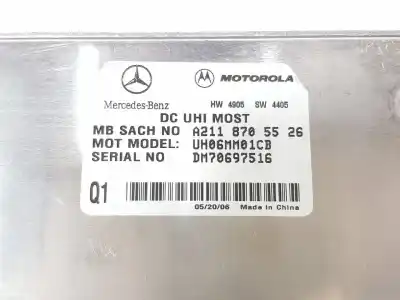 Mercedes-Benz
MOTOROLA
HW 4905 SW 4405
DC UHI MOST
MB SACH NO A211 870 55 26
MOT MODEL: UH06MM01CB
SERIAL NO DM70697516
Q1
05/20/06 Made in China